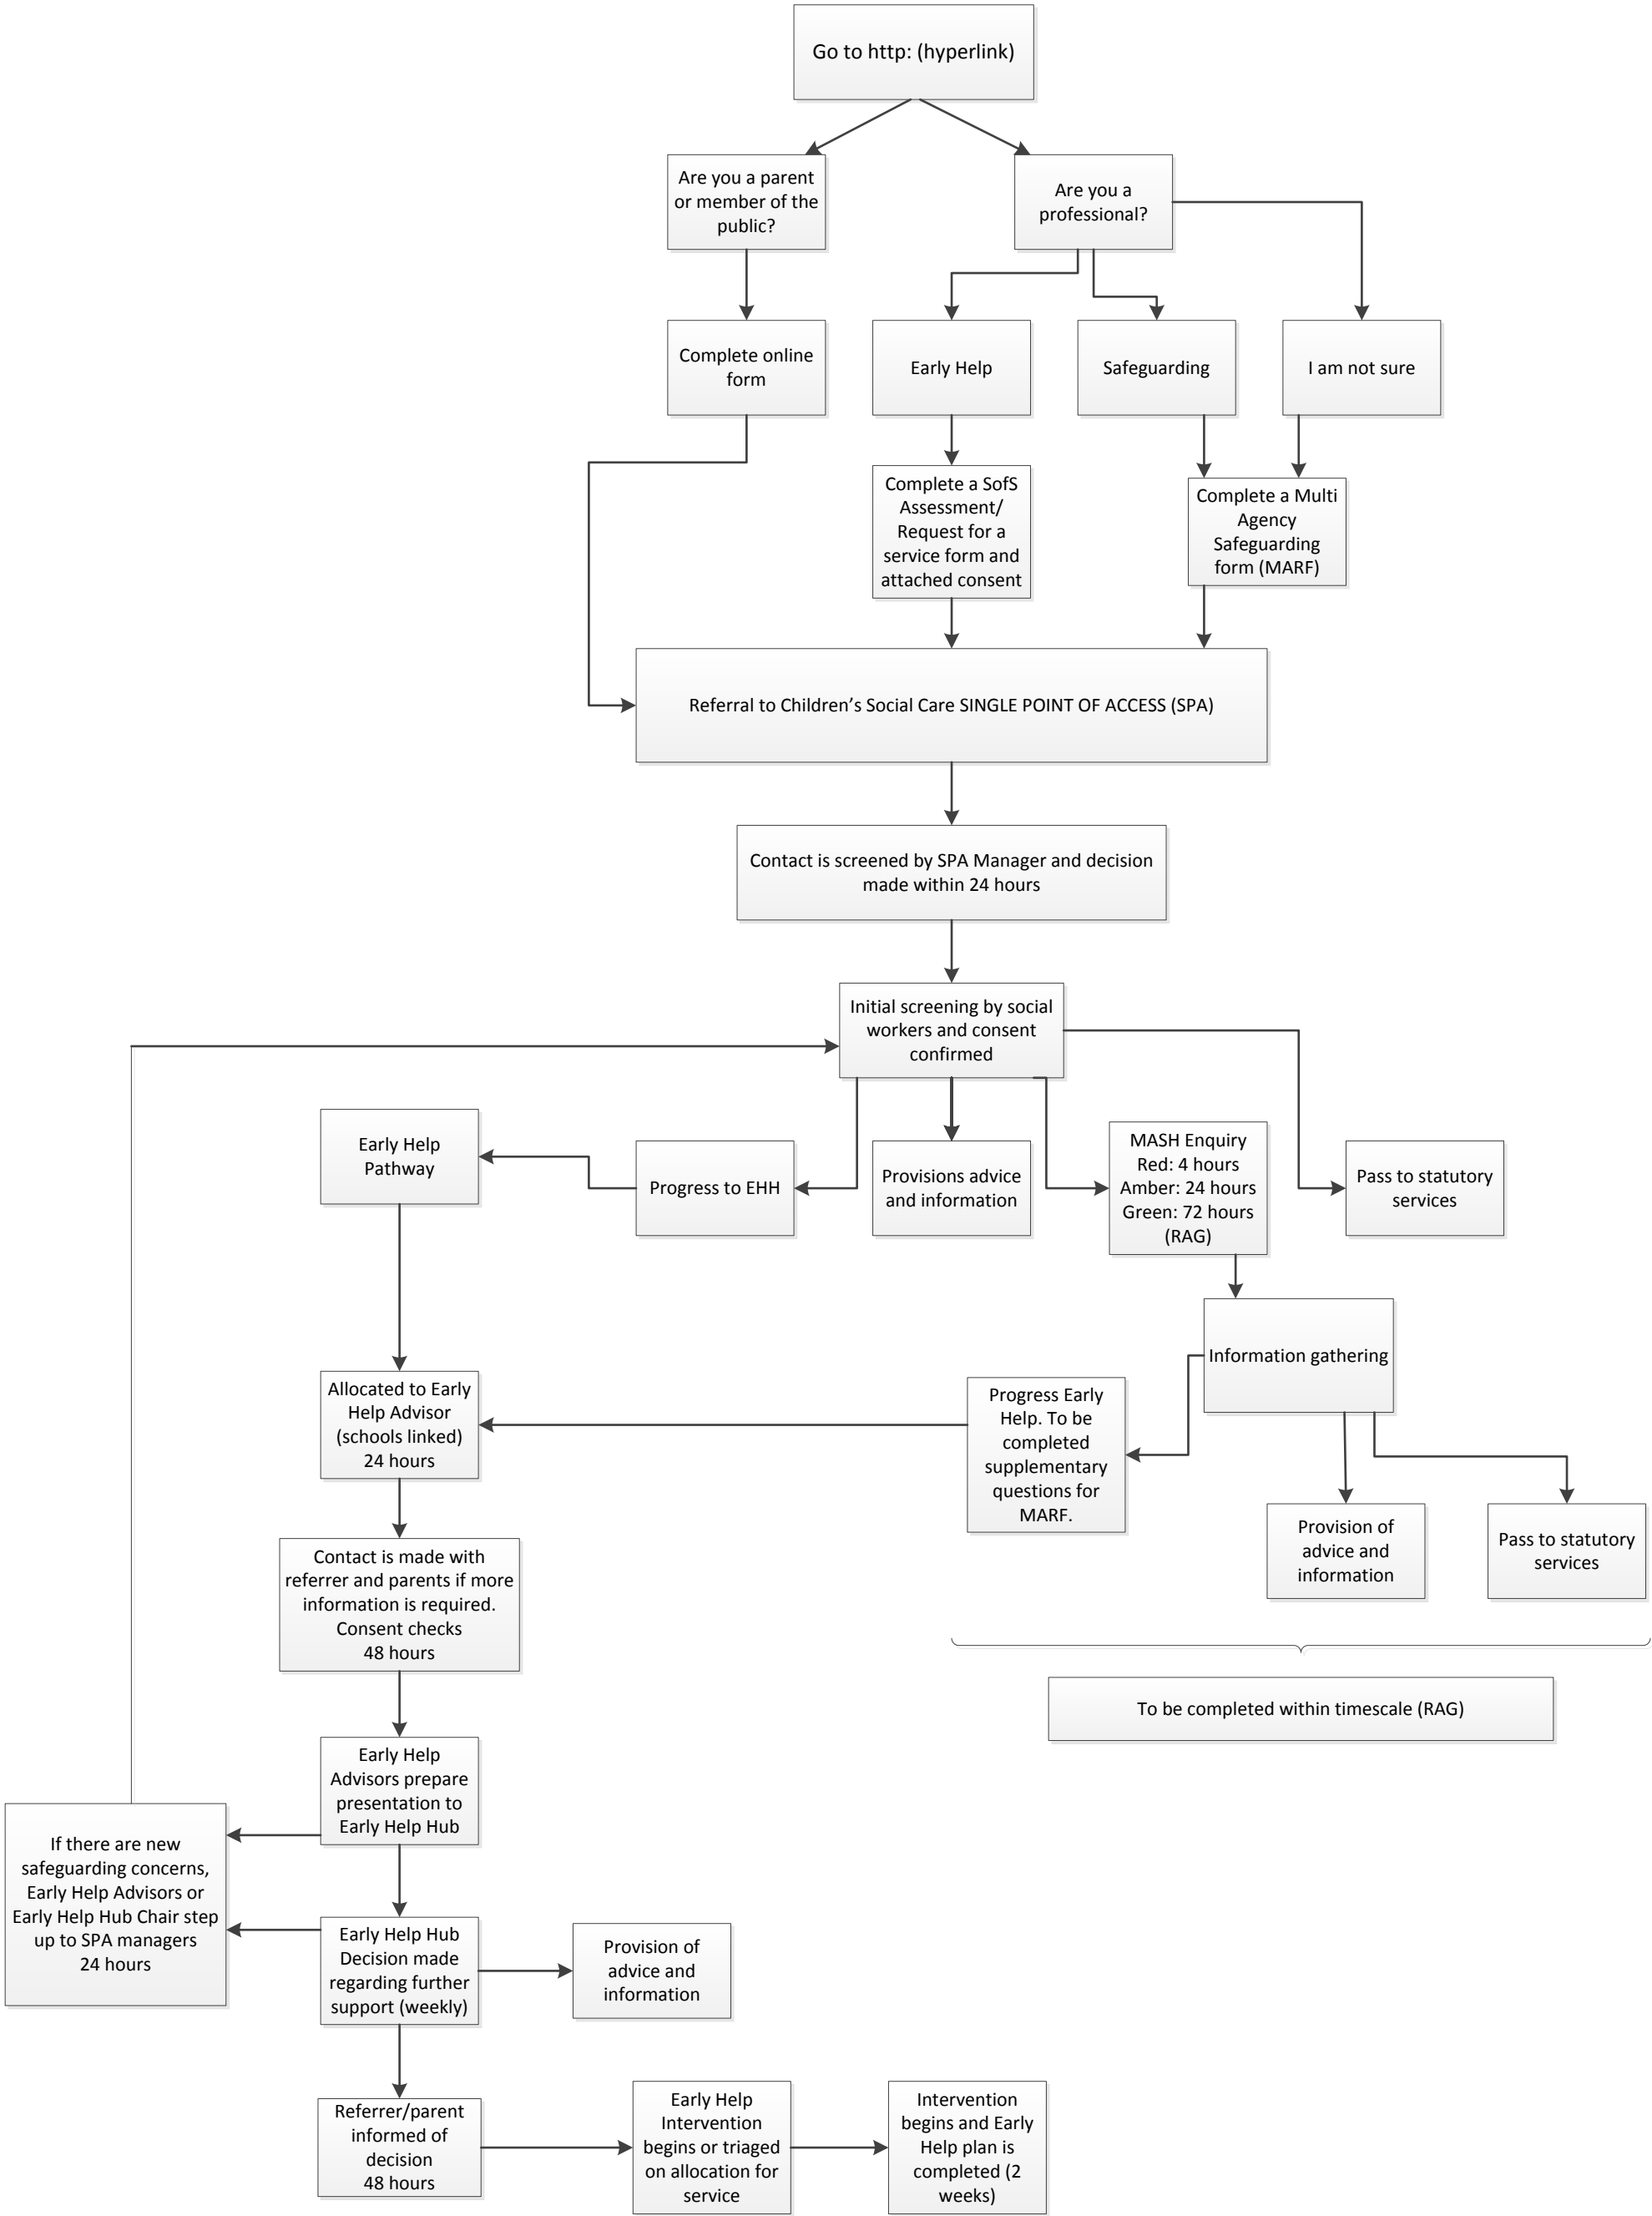 Go to http: (hyperlink)
Are you a parent
or member of the
public?
Are you a
professional?
Complete online
form
Early Help
Safeguarding
I am not sure
Complete a SofS
Assessment/
Request for a
service form and
attached consent
Complete a Multi
Agency
Safeguarding
form (MARF)
Referral to Children’s Social Care SINGLE POINT OF ACCESS (SPA)
Contact is screened by SPA Manager and decision
made within 24 hours
Initial screening by social
workers and consent
confirmed
Early Help
Pathway
Progress to EHH
Provisions advice
and information
MASH Enquiry
Red: 4 hours
Amber: 24 hours
Green: 72 hours
(RAG)
Pass to statutory
services
Information gathering
Allocated to Early
Help Advisor
(schools linked)
24 hours
Progress Early
Help. To be
completed
supplementary
questions for
MARF.
Provision of
advice and
information
Pass to statutory
services
Contact is made with
referrer and parents if more
information is required.
Consent checks
48 hours
To be completed within timescale (RAG)
Early Help
Advisors prepare
presentation to
Early Help Hub
If there are new
safeguarding concerns,
Early Help Advisors or
Early Help Hub Chair step
up to SPA managers
24 hours
Early Help Hub
Decision made
regarding further
support (weekly)
Provision of
advice and
information
Referrer/parent
informed of
decision
48 hours
Early Help
Intervention
begins or triaged
on allocation for
service
Intervention
begins and Early
Help plan is
completed (2
weeks)